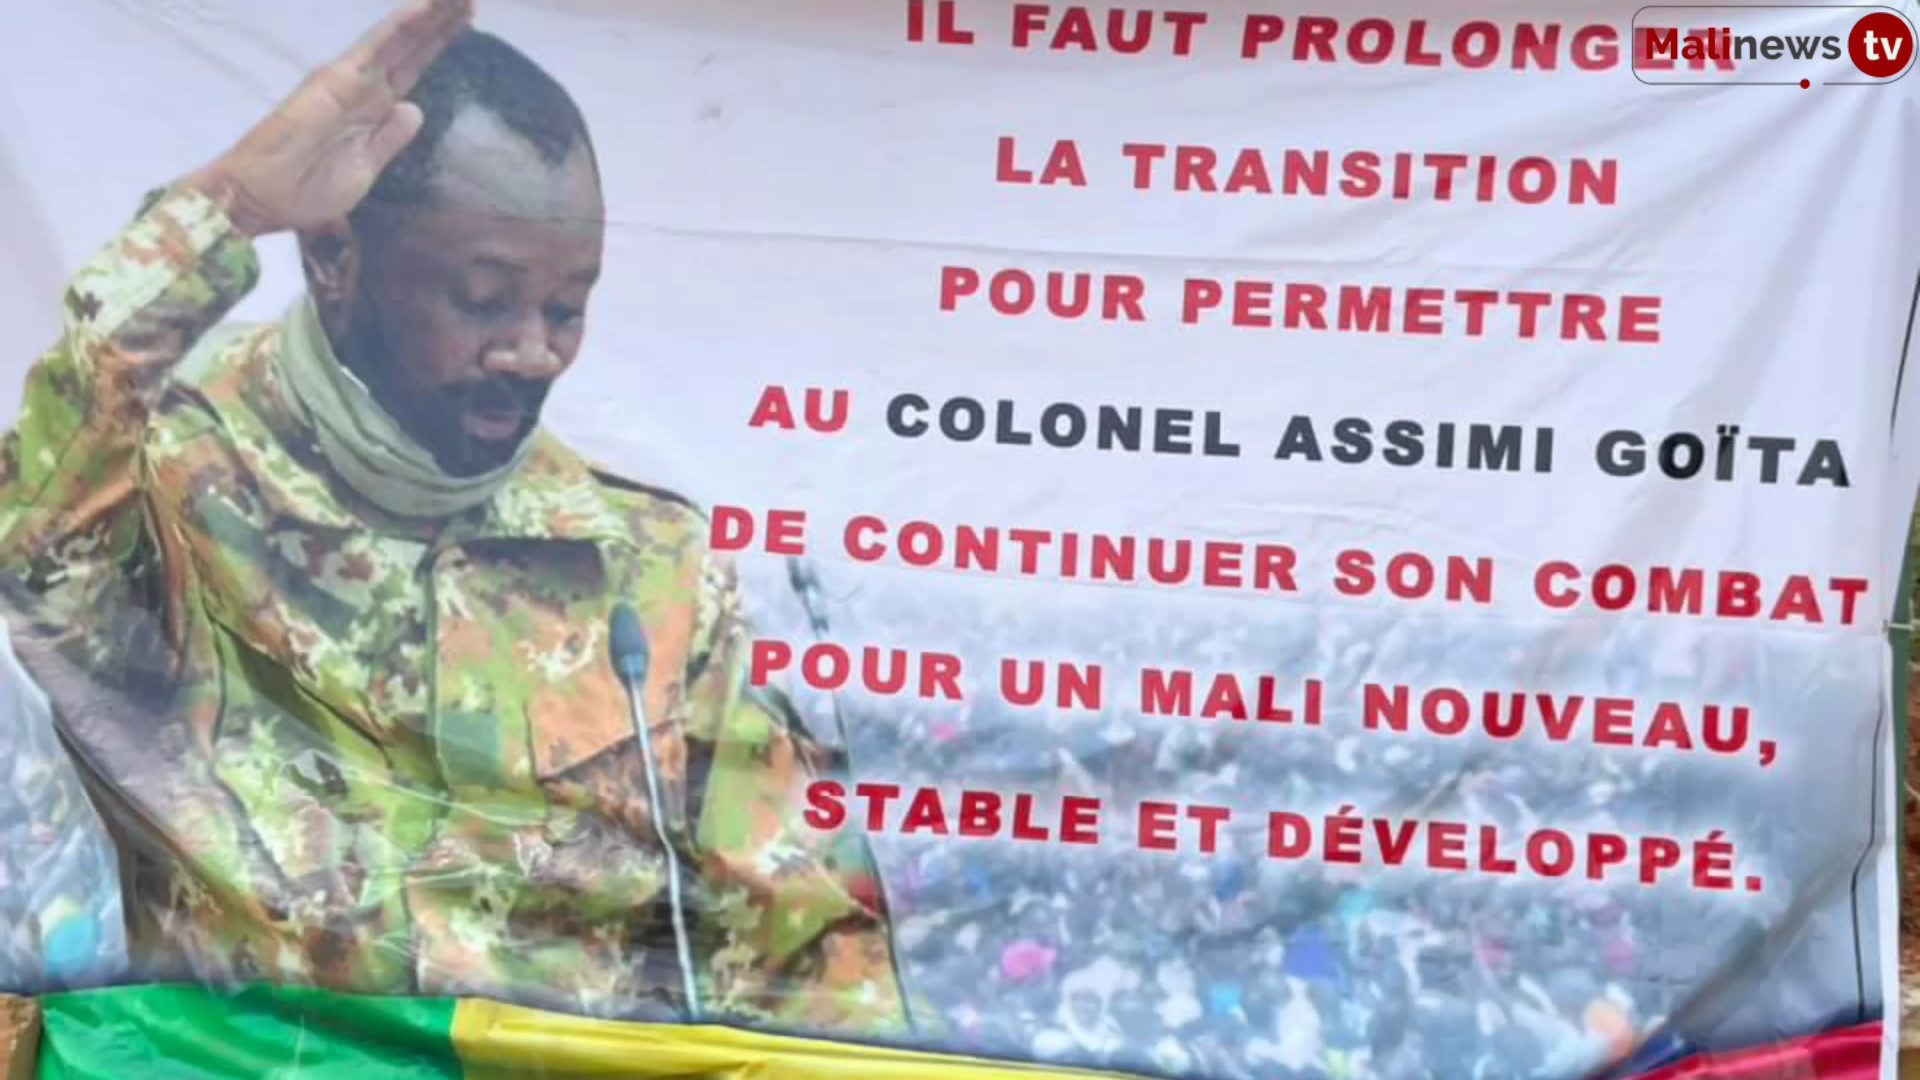 IL FAUT PROLONGER
Malinews tv
LA TRANSITION
POUR PERMETTRE
AU COLONEL ASSIMI GOÏTA
DE CONTINUER SON COMBAT
POUR UN MALI NOUVEAU,
STABLE ET DÉVELOPPÉ.